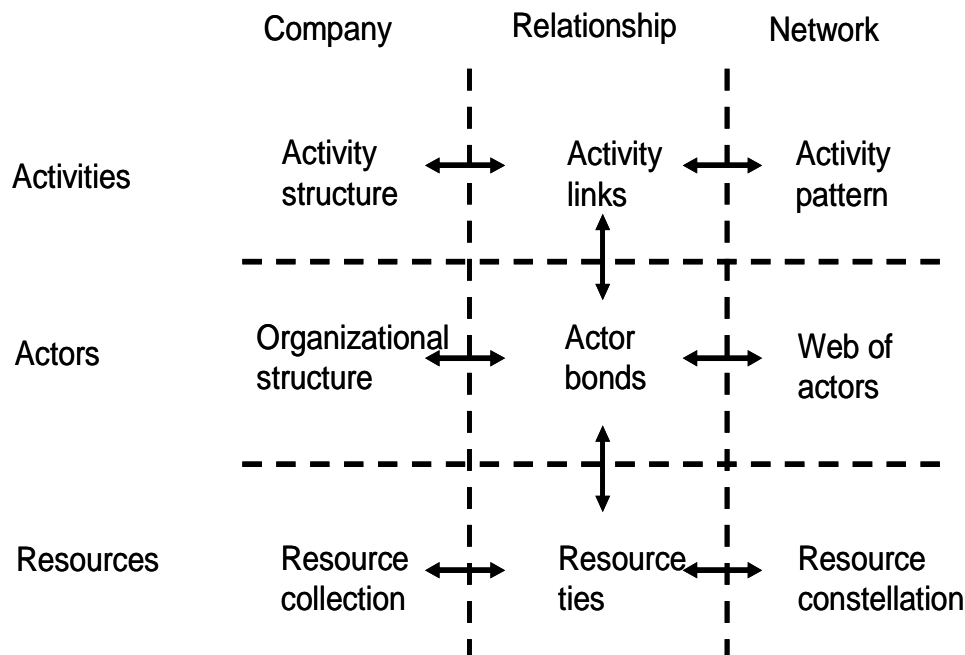 Company Relationship Network
Activities
Activity
structure
Activity
links
Activity
pattern
Actors
Organizational
structure
Actor
bonds
Web of
actors
Resources
Resource
collection
Resource
ties
Resource
constellation